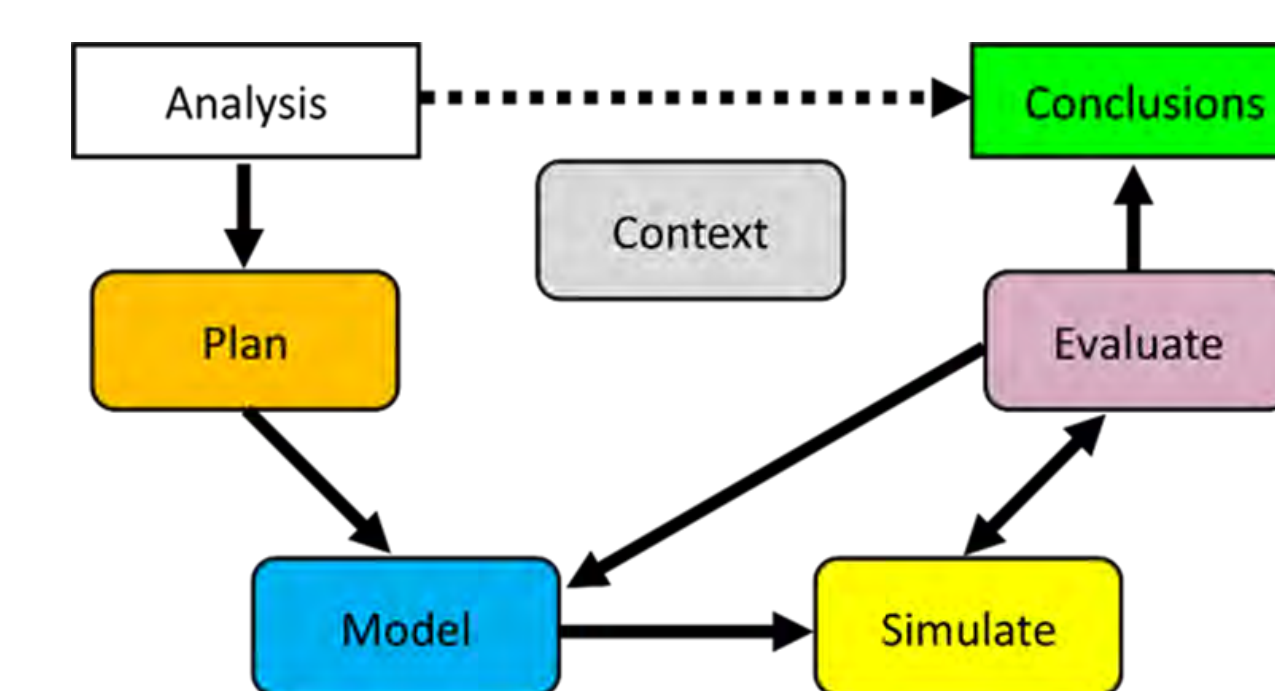 Analysis
Conclusions
Context
Plan
Evaluate
Model
Simulate